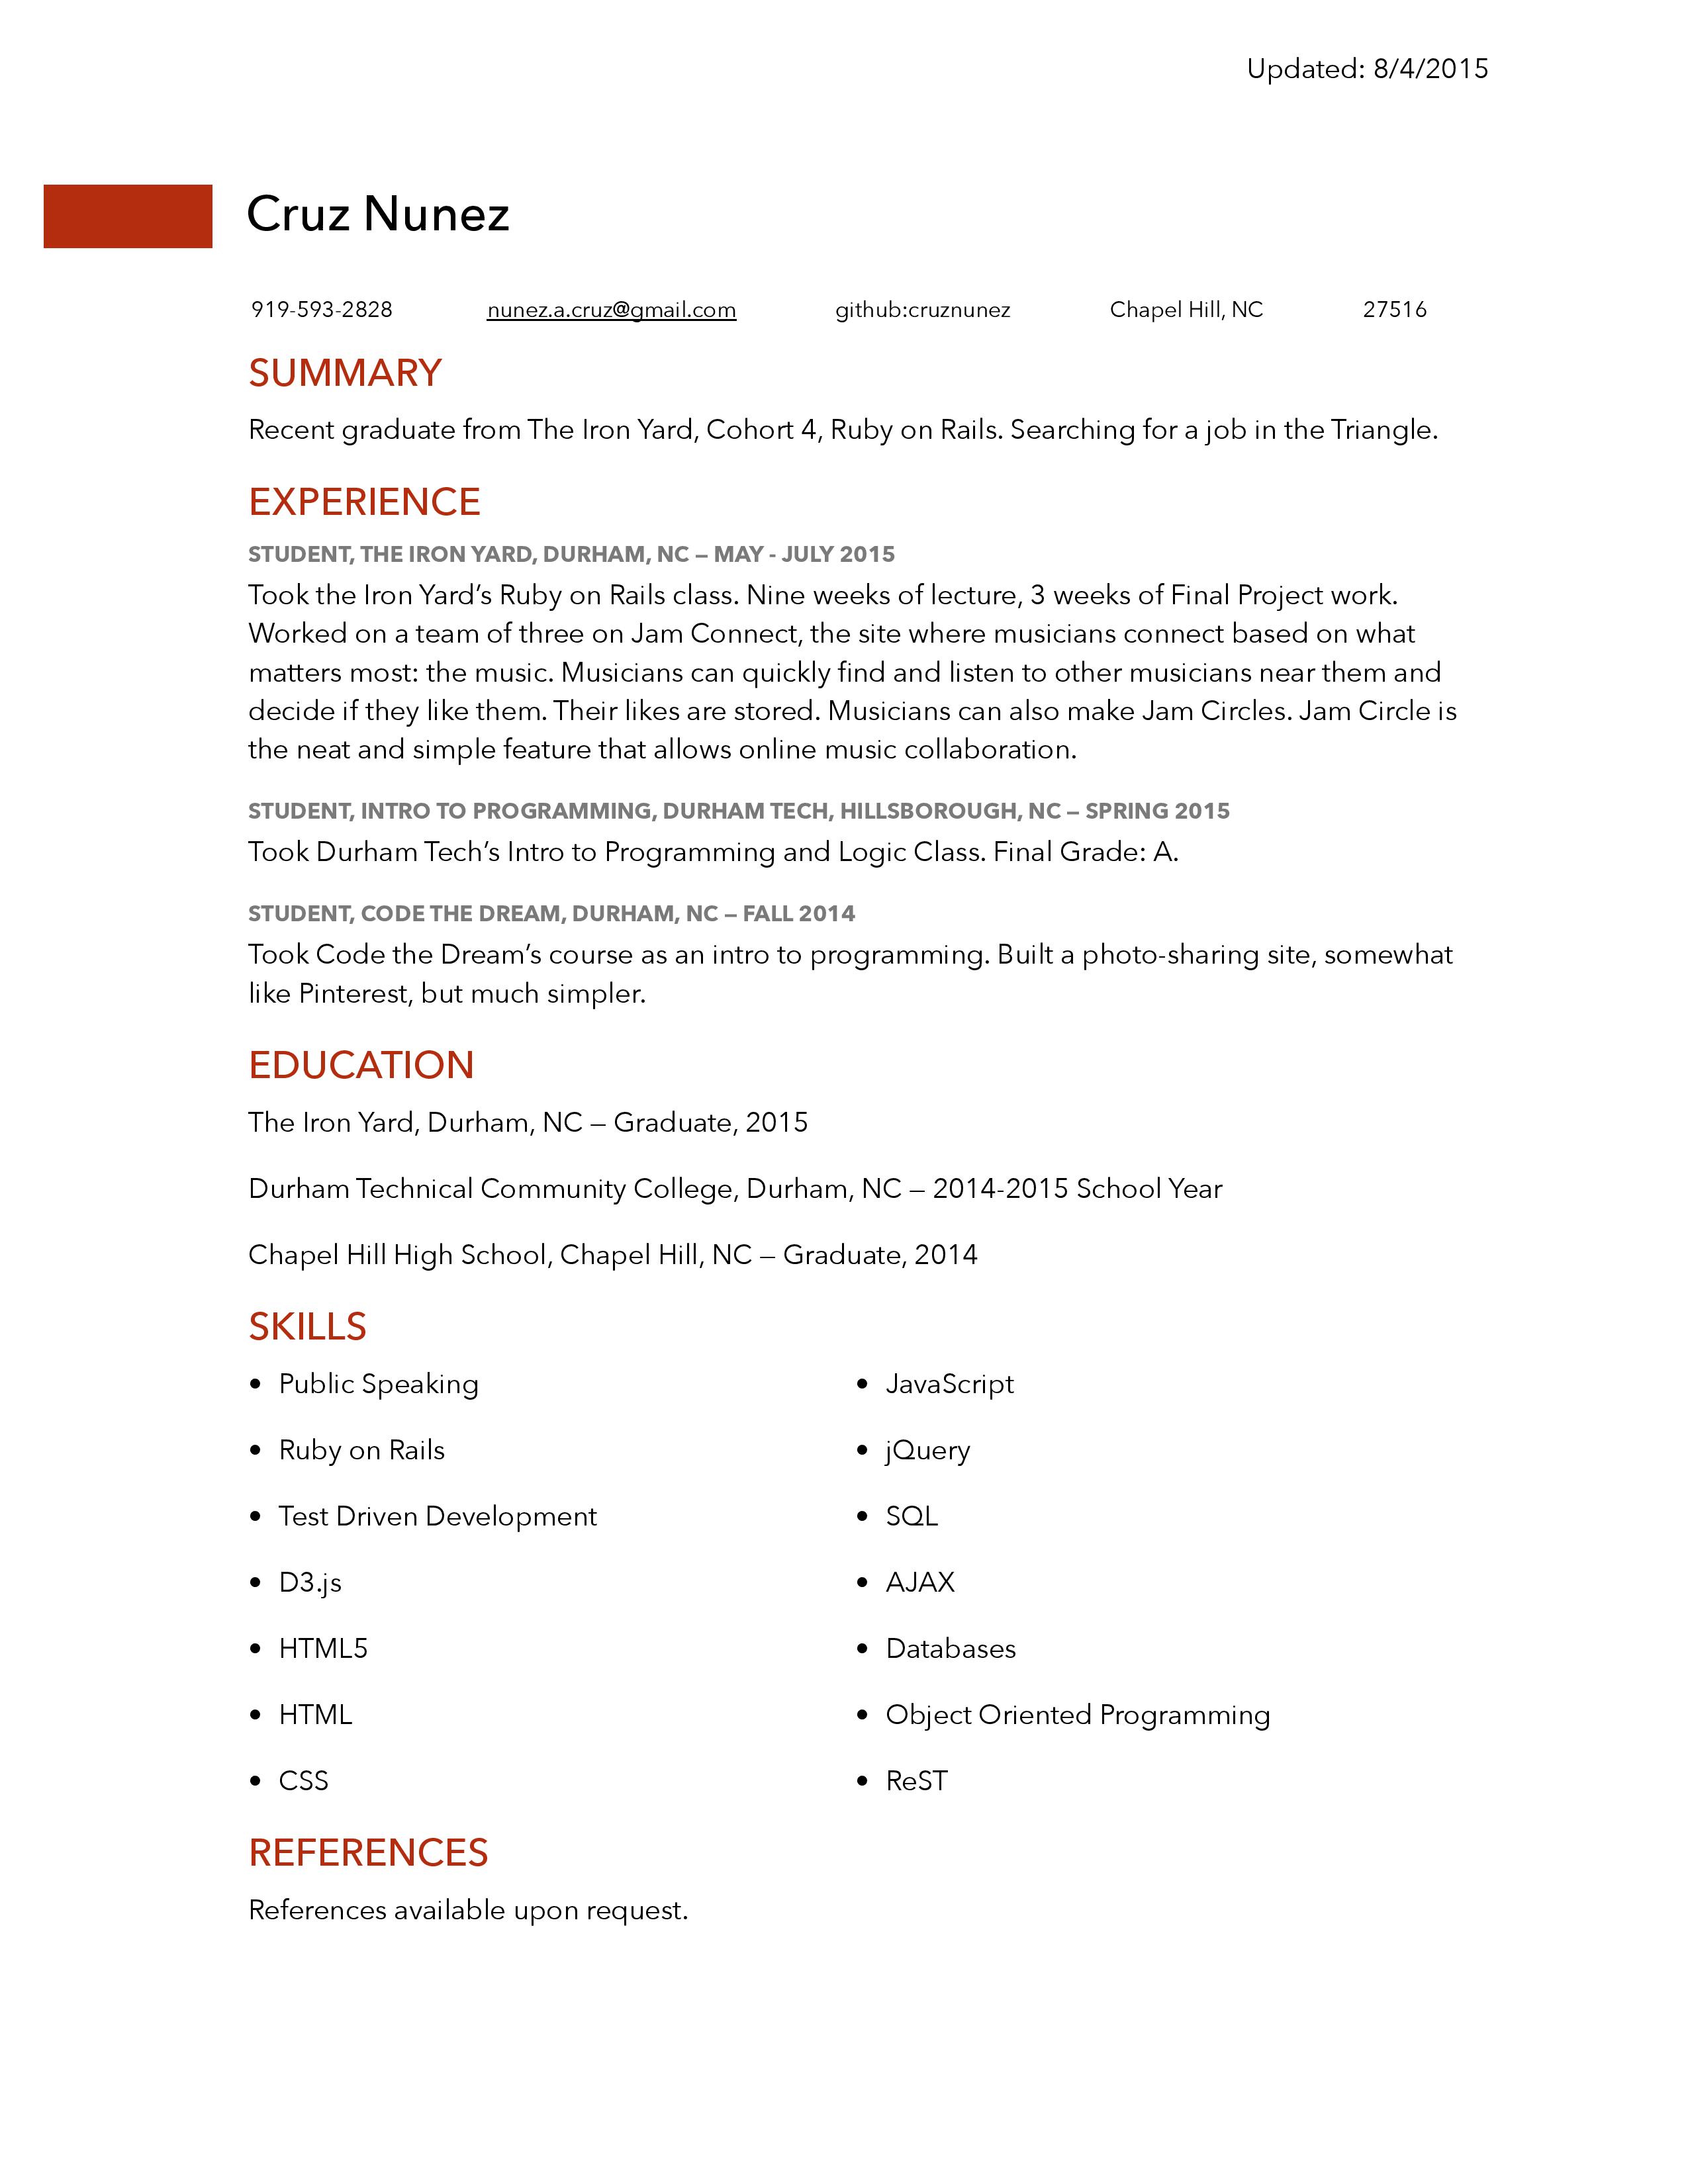 Updated: 8/4/2015
Cruz Nunez
919-593-2828 nunez.a.cruz@gmail.com github:cruznunez Chapel Hill, NC 27516
SUMMARY
Recent graduate from The Iron Yard, Cohort 4, Ruby on Rails. Searching for a job in the Triangle.
EXPERIENCE
STUDENT, THE IRON YARD, DURHAM, NC – MAY - JULY 2015
Took the Iron Yard’s Ruby on Rails class. Nine weeks of lecture, 3 weeks of Final Project work.
Worked on a team of three on Jam Connect, the site where musicians connect based on what
matters most: the music. Musicians can quickly find and listen to other musicians near them and
decide if they like them. Their likes are stored. Musicians can also make Jam Circles. Jam Circle is
the neat and simple feature that allows online music collaboration.
STUDENT, INTRO TO PROGRAMMING, DURHAM TECH, HILLSBOROUGH, NC – SPRING 2015
Took Durham Tech’s Intro to Programming and Logic Class. Final Grade: A.
STUDENT, CODE THE DREAM, DURHAM, NC – FALL 2014
Took Code the Dream’s course as an intro to programming. Built a photo-sharing site, somewhat
like Pinterest, but much simpler.
EDUCATION
The Iron Yard, Durham, NC – Graduate, 2015
Durham Technical Community College, Durham, NC – 2014-2015 School Year
Chapel Hill High School, Chapel Hill, NC – Graduate, 2014
SKILLS
• Public Speaking
• Ruby on Rails
• Test Driven Development
• D3.js
• HTML5
• HTML
• CSS
• JavaScript
• jQuery
• SQL
• AJAX
• Databases
• Object Oriented Programming
• ReST
REFERENCES
References available upon request.